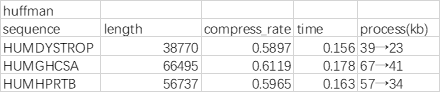 huffman
sequence length compress_rate time process(kb)
HUMDYSTROP 38770 0.5897 0.156 39→23
HUMGHCSA 66495 0.6119 0.178 67→41
HUMHPRTB 56737 0.5965 0.163 57→34